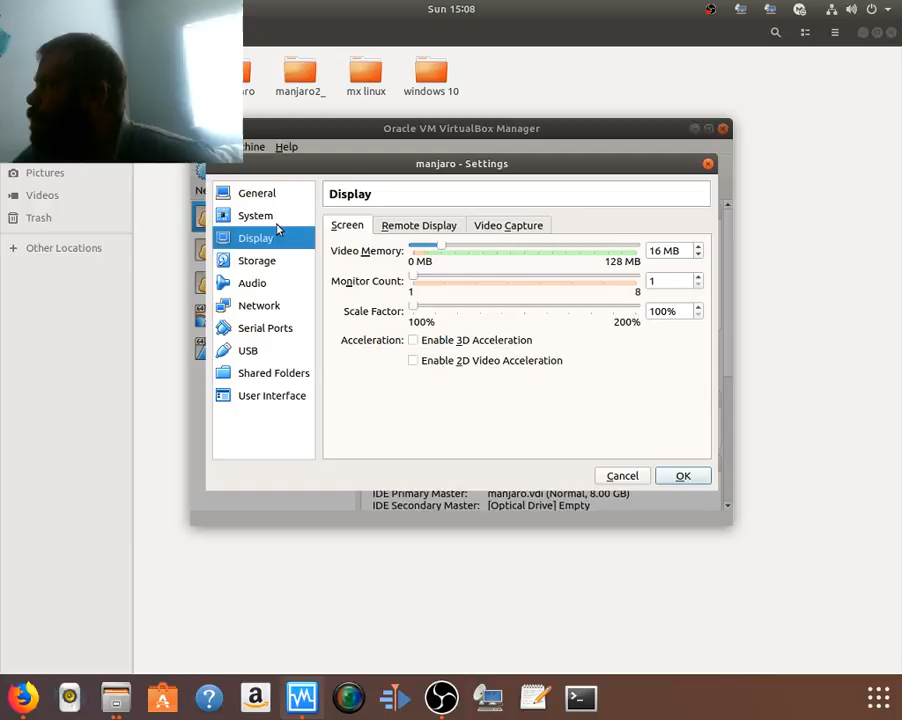 Sun 15:08
manjaro2_
mx linux
windows 10
Oracle VM VirtualBox Manager
Help
manjaro - Settings
Pictures
Videos
Trash
Other Locations
General
System
Display
Storage
Audio
Network
Serial Ports
USB
Shared Folders
User Interface
Display
Screen
Remote Display
Video Capture
Video Memory:
16 MB
0 MB
128 MB
Monitor Count:
1
1
8
Scale Factor:
100%
100%
200%
Acceleration:
Enable 3D Acceleration
Enable 2D Video Acceleration
Cancel
OK
IDE Primary Master:
manjaro.vdi (Normal, 8.00 GB)
IDE Secondary Master:
[Optical Drive] Empty